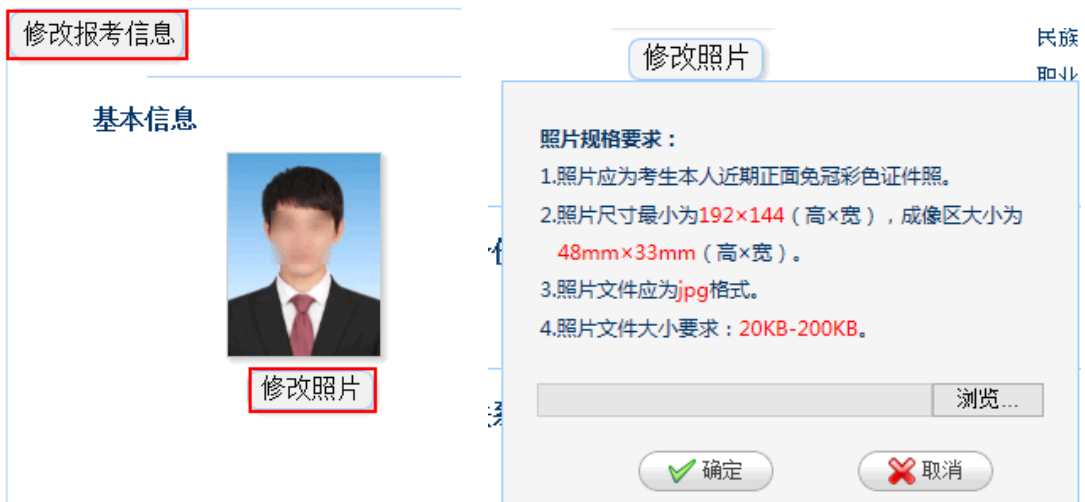 修改报考信息
基本信息
修改照片
修改照片
民族
职业
照片规格要求：
1.照片应为考生本人近期正面免冠彩色证件照。
2.照片尺寸最小为192×144（高×宽），成像区大小为
48mm×33mm（高×宽）。
3.照片文件应为jpg格式。
4.照片文件大小要求：20KB-200KB。
浏览...
确定
取消